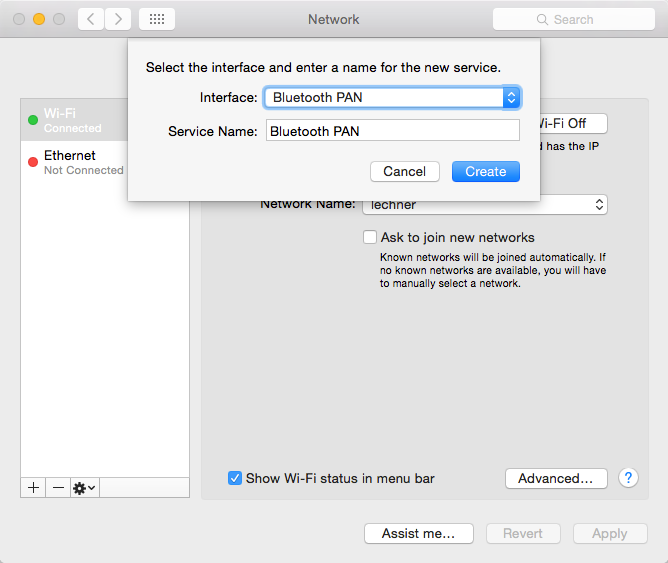 Network
Search
Select the interface and enter a name for the new service.
Interface: Bluetooth PAN
Service Name: Bluetooth PAN
Cancel Create
Wi-Fi
Connected
Ethernet
Not Connected
Wi-Fi Off
has the IP
Network Name: lechner
Ask to join new networks
Known networks will be joined automatically. If
no known networks are available, you will have
to manually select a network.
Show Wi-Fi status in menu bar
Advanced... ?
+ −
Assist me... Revert Apply